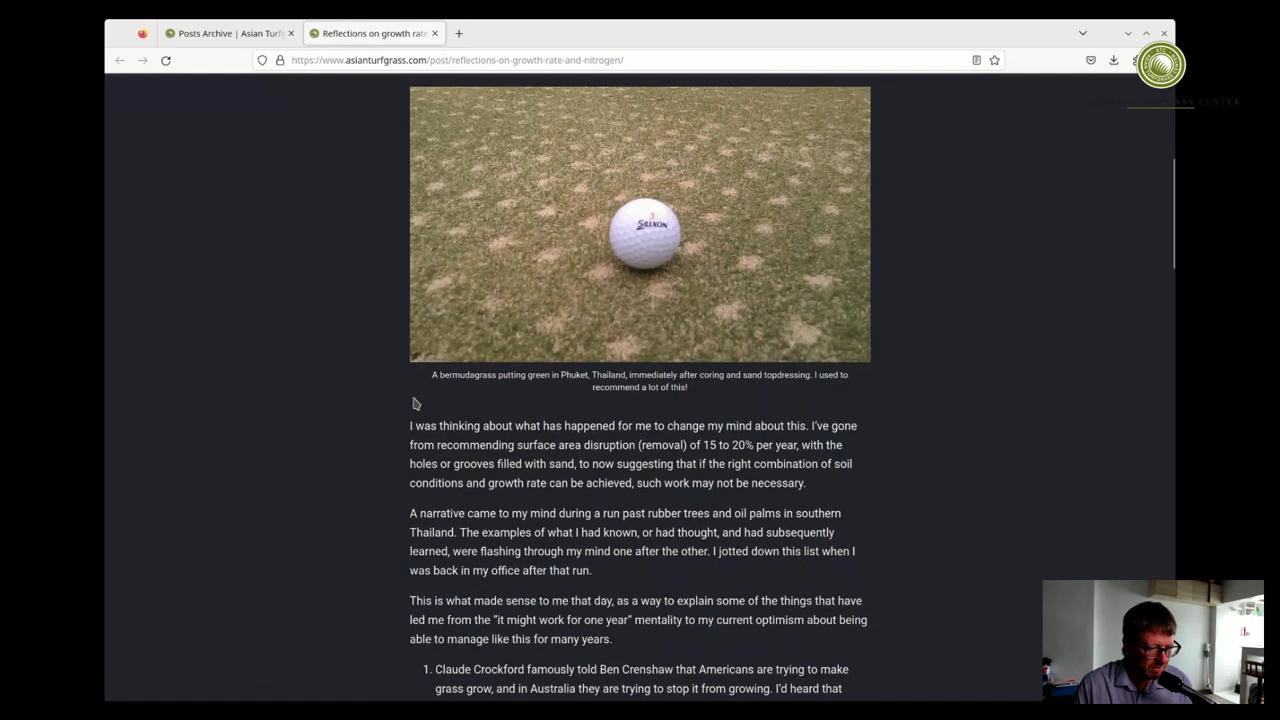 Posts Archive | Asian Turfg
Reflections on growth rate
https://www.asianturfgrass.com/post/reflections-on-growth-rate-and-nitrogen/
CENTER
3
SRIXON
A bermudagrass putting green in Phuket, Thailand, immediately after coring and sand topdressing. I used to
recommend a lot of this!
I was thinking about what has happened for me to change my mind about this. I've gone
from recommending surface area disruption (removal) of 15 to 20% per year, with the
holes or grooves filled with sand, to now suggesting that if the right combination of soil
conditions and growth rate can be achieved, such work may not be necessary.
A narrative came to my mind during a run past rubber trees and oil palms in southern
Thailand. The examples of what I had known, or had thought, and had subsequently
learned, were flashing through my mind one after the other. I jotted down this list when I
was back in my office after that run.
This is what made sense to me that day, as a way to explain some of the things that have
led me from the "it might work for one year" mentality to my current optimism about being
able to manage like this for many years.
1. Claude Crockford famously told Ben Crenshaw that Americans are trying to make
grass grow, and in Australia they are trying to stop it from growing. I'd heard that